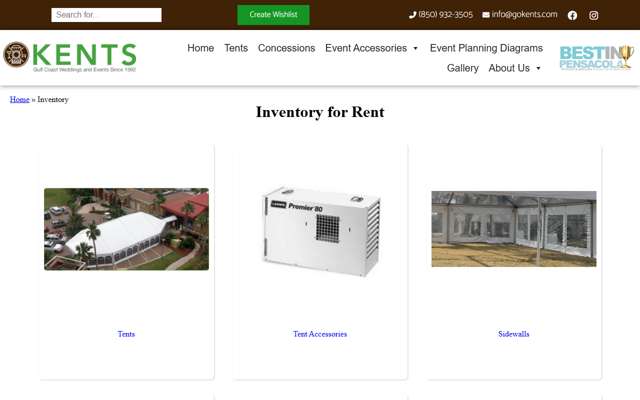 Search for...
Create Wishlist
(850) 932-3505
info@gokents.com
KENTS
Gulf Coast Weddings and Events Since 1992
Home
Tents
Concessions
Event Accessories
Event Planning Diagrams
Gallery
About Us
BEST IN
PENSACOLA
Home » Inventory
Inventory for Rent
Premier 80
Tents
Tent Accessories
Sidewalls